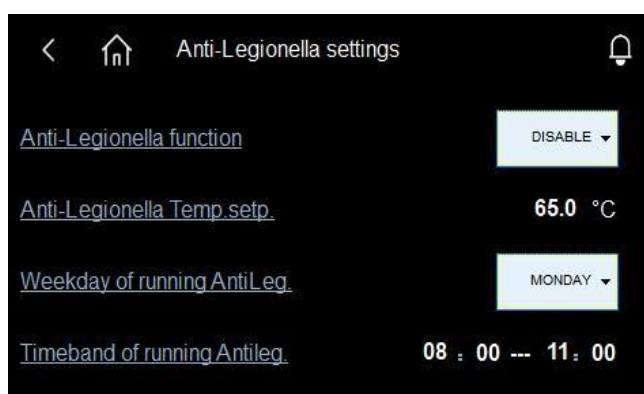 Anti-Legionella settings
Anti-Legionella function DISABLE
Anti-Legionella Temp.setp. 65.0 °C
Weekday of running AntiLeg. MONDAY
Timeband of running Antileg. 08 : 00 --- 11 : 00